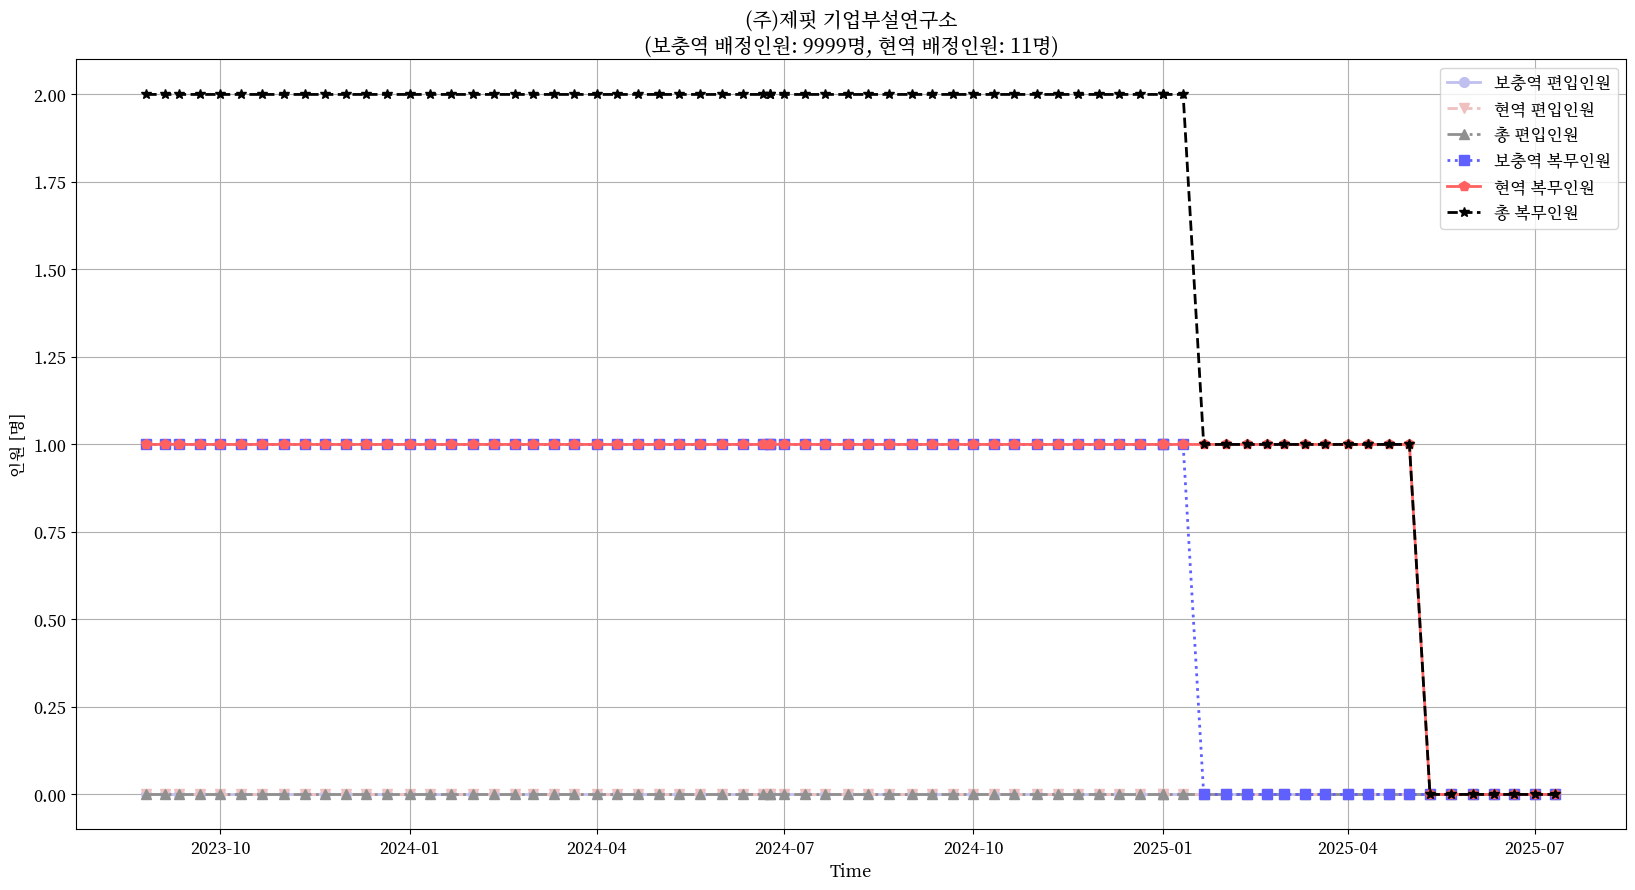 (주)제핏 기업부설연구소
(보충역 배정인원: 9999명, 현역 배정인원: 11명)
보충역 편입인원
현역 편입인원
총 편입인원
보충역 복무인원
현역 복무인원
총 복무인원
2.00
1.75
1.50
1.25
1.00
0.75
0.50
0.25
0.00
인원 [명]
2023-10
2024-01
2024-04
2024-07
2024-10
2025-01
2025-04
2025-07
Time